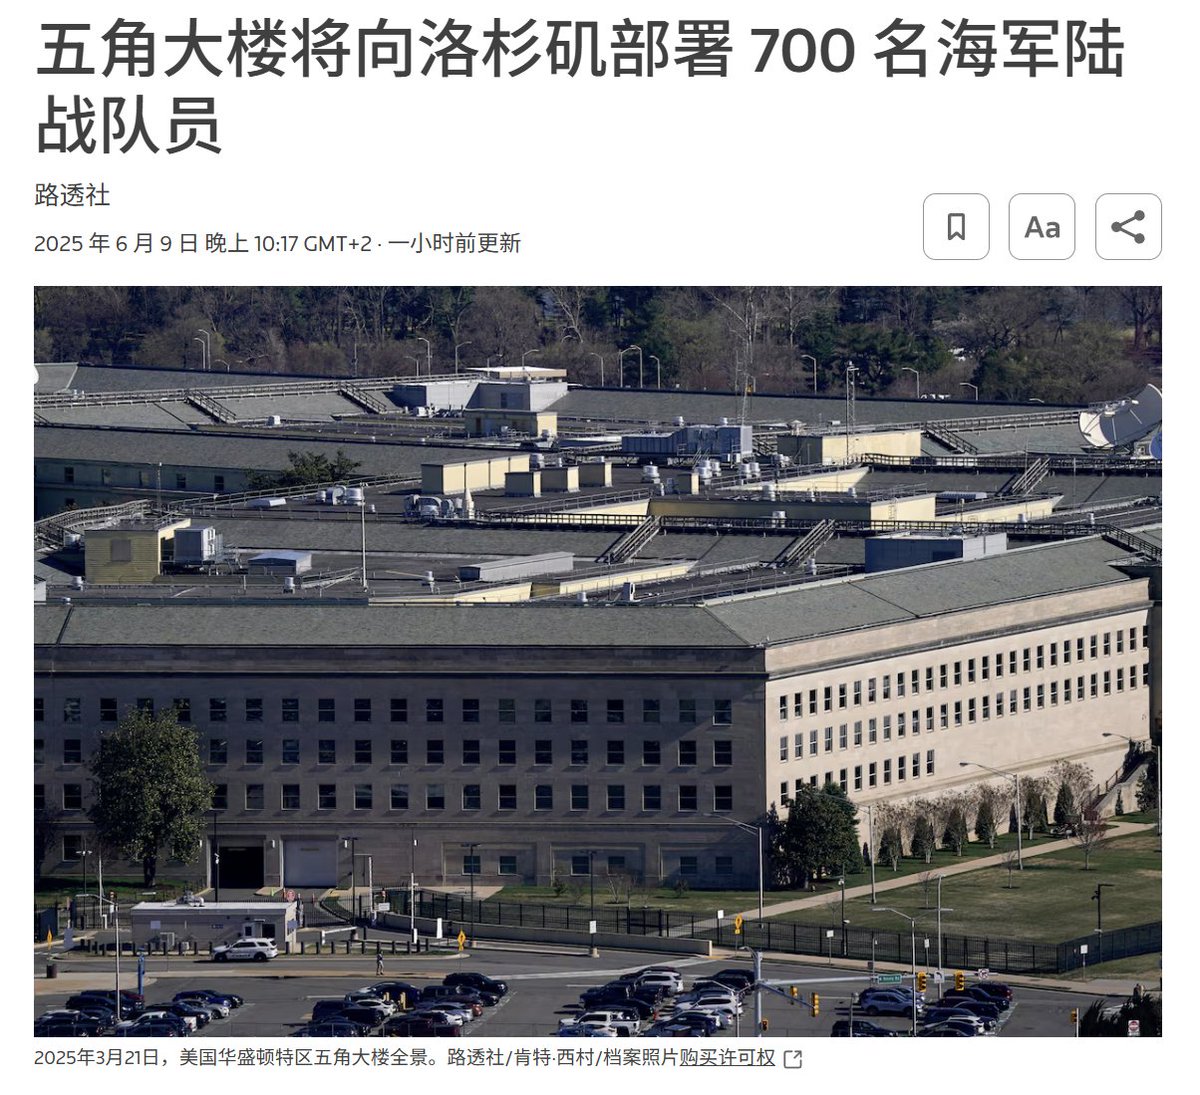 五角大楼将向洛杉矶部署 700 名海军陆
战队员
路透社
2025 年 6 月 9 日 晚上 10:17 GMT+2 · 一小时前更新
Aa
2025年3月21日，美国华盛顿特区五角大楼全景。路透社/肯特·西村/档案照片购买许可权